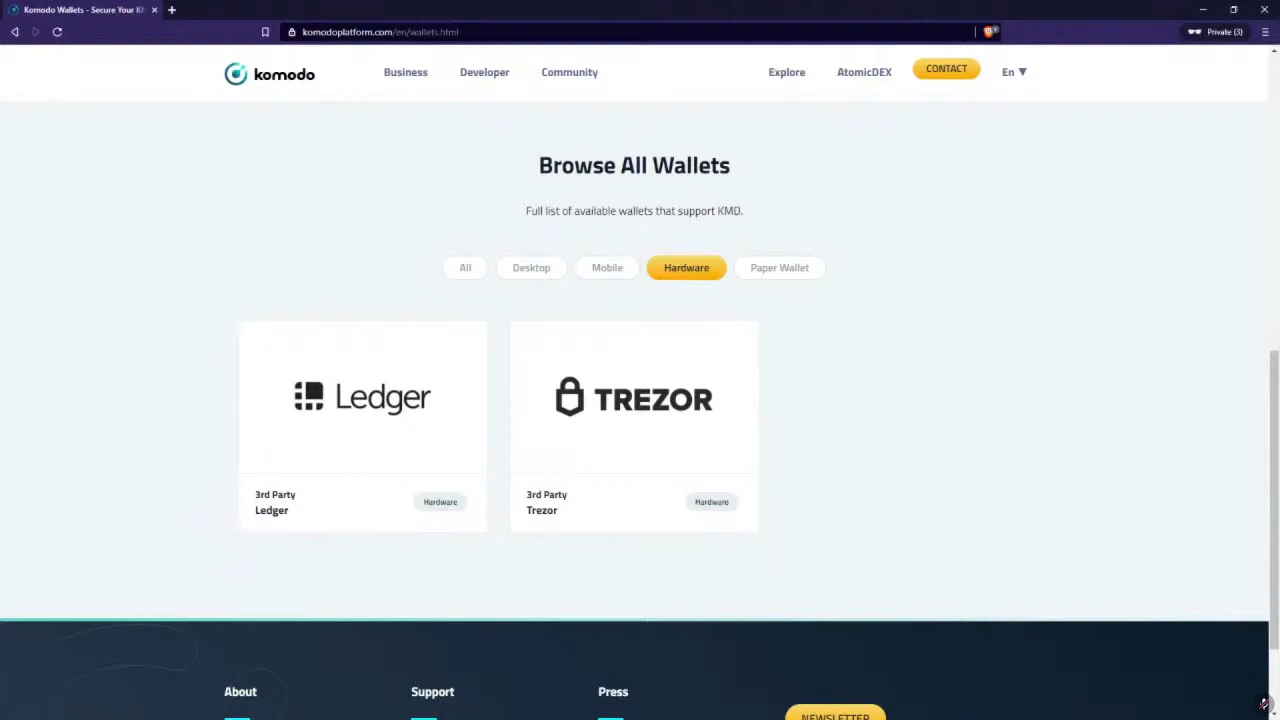 Komodo Wallets - Secure Your K
komodoplatform.com/en/wallets.html
1
Private (3)
komodo
Business
Developer
Community
Explore
AtomicDEX
CONTACT
En ▼
Browse All Wallets
Full list of available wallets that support KMD.
All
Desktop
Mobile
Hardware
Paper Wallet
Ledger
TREZOR
3rd Party
Ledger
Hardware
3rd Party
Trezor
Hardware
About
Support
Press
NEWSLETTER